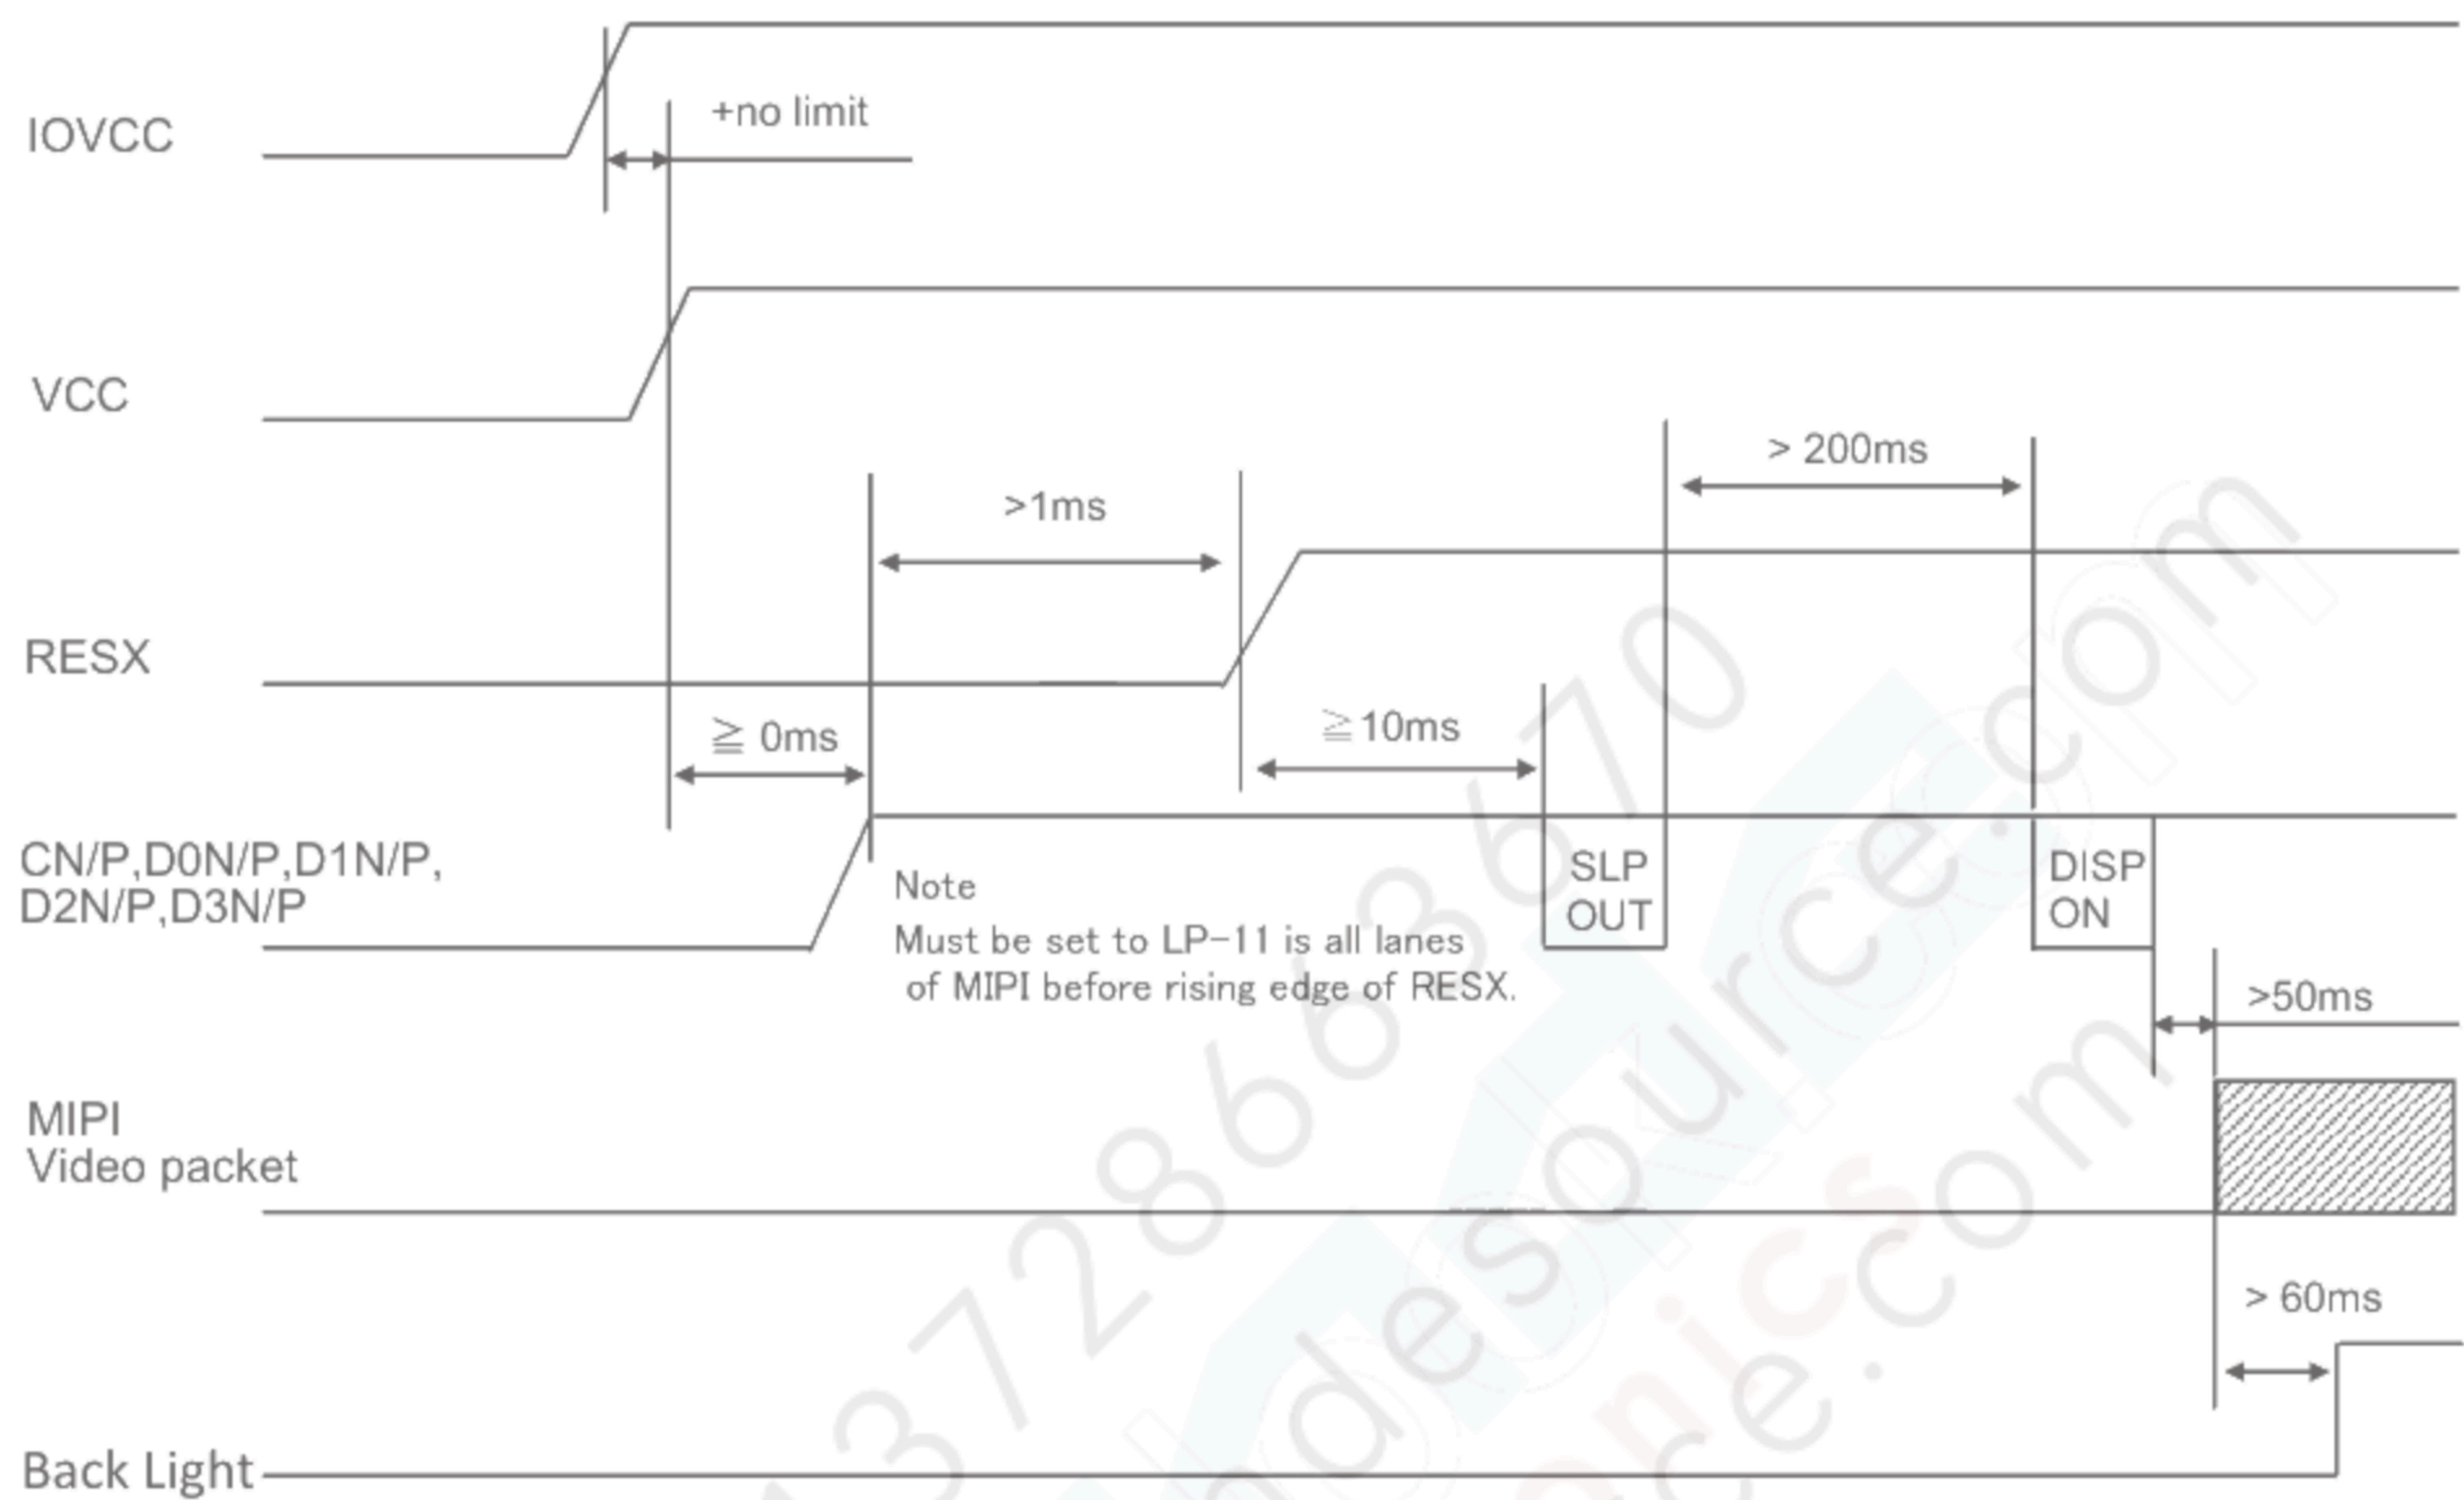 IOVCC
+no limit
VCC
> 200ms
>1ms
RESX
≧ 0ms
≧10ms
CN/P,D0N/P,D1N/P,
D2N/P,D3N/P
SLP
OUT
DISP
ON
Note
Must be set to LP-11 is all lanes
of MIPI before rising edge of RESX.
>50ms
MIPI
Video packet
> 60ms
Back Light